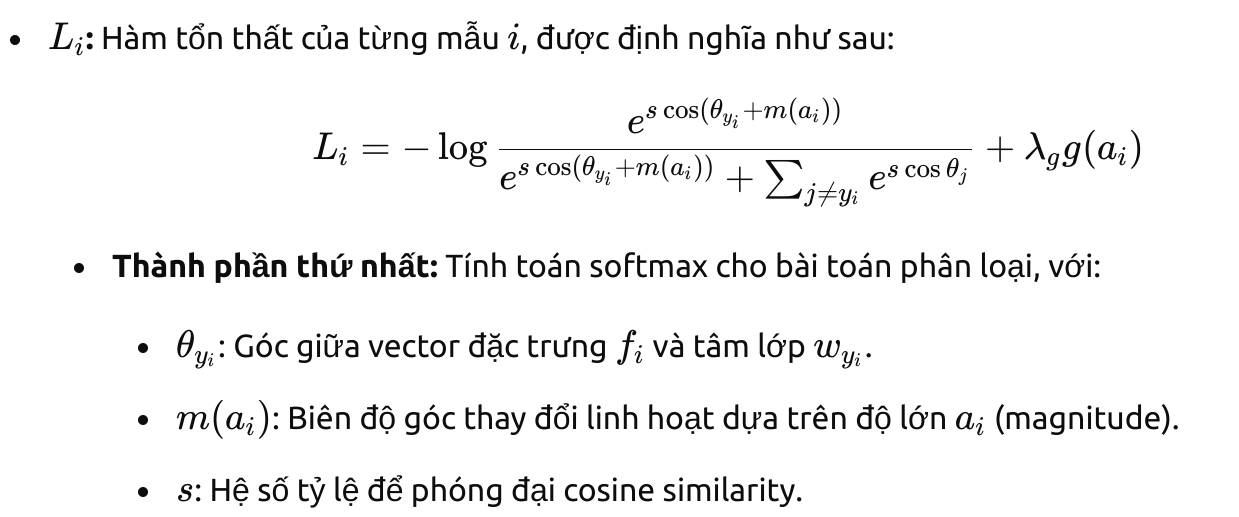 • $L_i$: Hàm tổn thất của từng mẫu $i$, được định nghĩa như sau:
$L_i = -\log \frac{e^{s\cos(\theta_{y_i}+m(a_i))}}{e^{s\cos(\theta_{y_i}+m(a_i))} + \sum_{j \neq y_i} e^{s\cos\theta_j}} + \lambda_g g(a_i)$
• Thành phần thứ nhất: Tính toán softmax cho bài toán phân loại, với:
• $\theta_{y_i}$: Góc giữa vector đặc trưng $f_i$ và tâm lớp $w_{y_i}$.
• $m(a_i)$: Biên độ góc thay đổi linh hoạt dựa trên độ lớn $a_i$ (magnitude).
• $s$: Hệ số tỷ lệ để phóng đại cosine similarity.